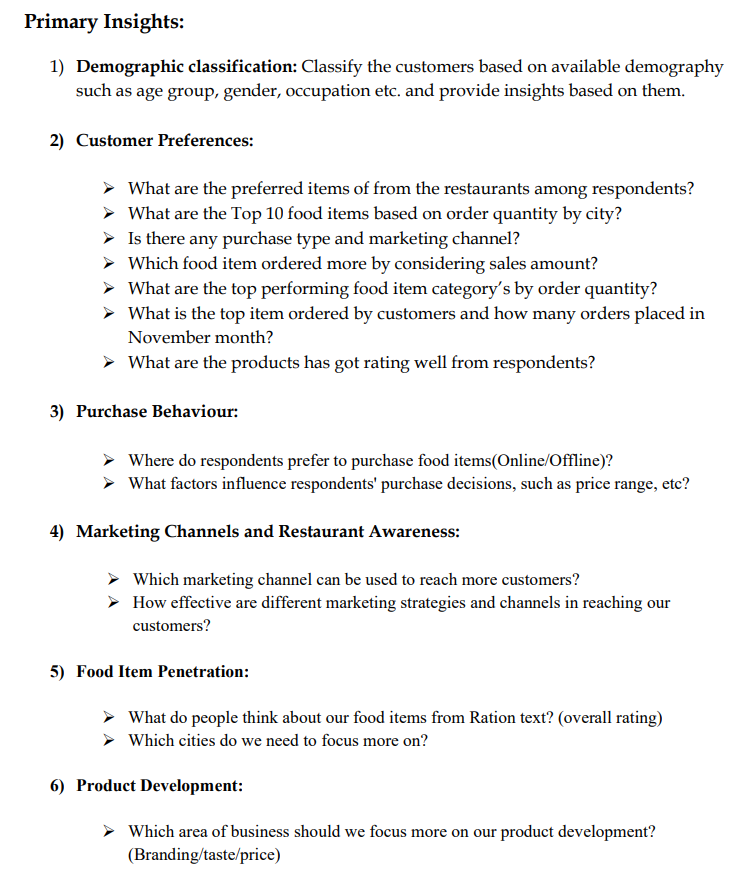 Primary Insights:
1) Demographic classification: Classify the customers based on available demography
such as age group, gender, occupation etc. and provide insights based on them.
2) Customer Preferences:
➢ What are the preferred items of from the restaurants among respondents?
➢ What are the Top 10 food items based on order quantity by city?
➢ Is there any purchase type and marketing channel?
➢ Which food item ordered more by considering sales amount?
➢ What are the top performing food item category's by order quantity?
➢ What is the top item ordered by customers and how many orders placed in
November month?
➢ What are the products has got rating well from respondents?
3) Purchase Behaviour:
➢ Where do respondents prefer to purchase food items(Online/Offline)?
➢ What factors influence respondents' purchase decisions, such as price range, etc?
4) Marketing Channels and Restaurant Awareness:
➢ Which marketing channel can be used to reach more customers?
➢ How effective are different marketing strategies and channels in reaching our
customers?
5) Food Item Penetration:
➢ What do people think about our food items from Ration text? (overall rating)
➢ Which cities do we need to focus more on?
6) Product Development:
➢ Which area of business should we focus more on our product development?
(Branding/taste/price)